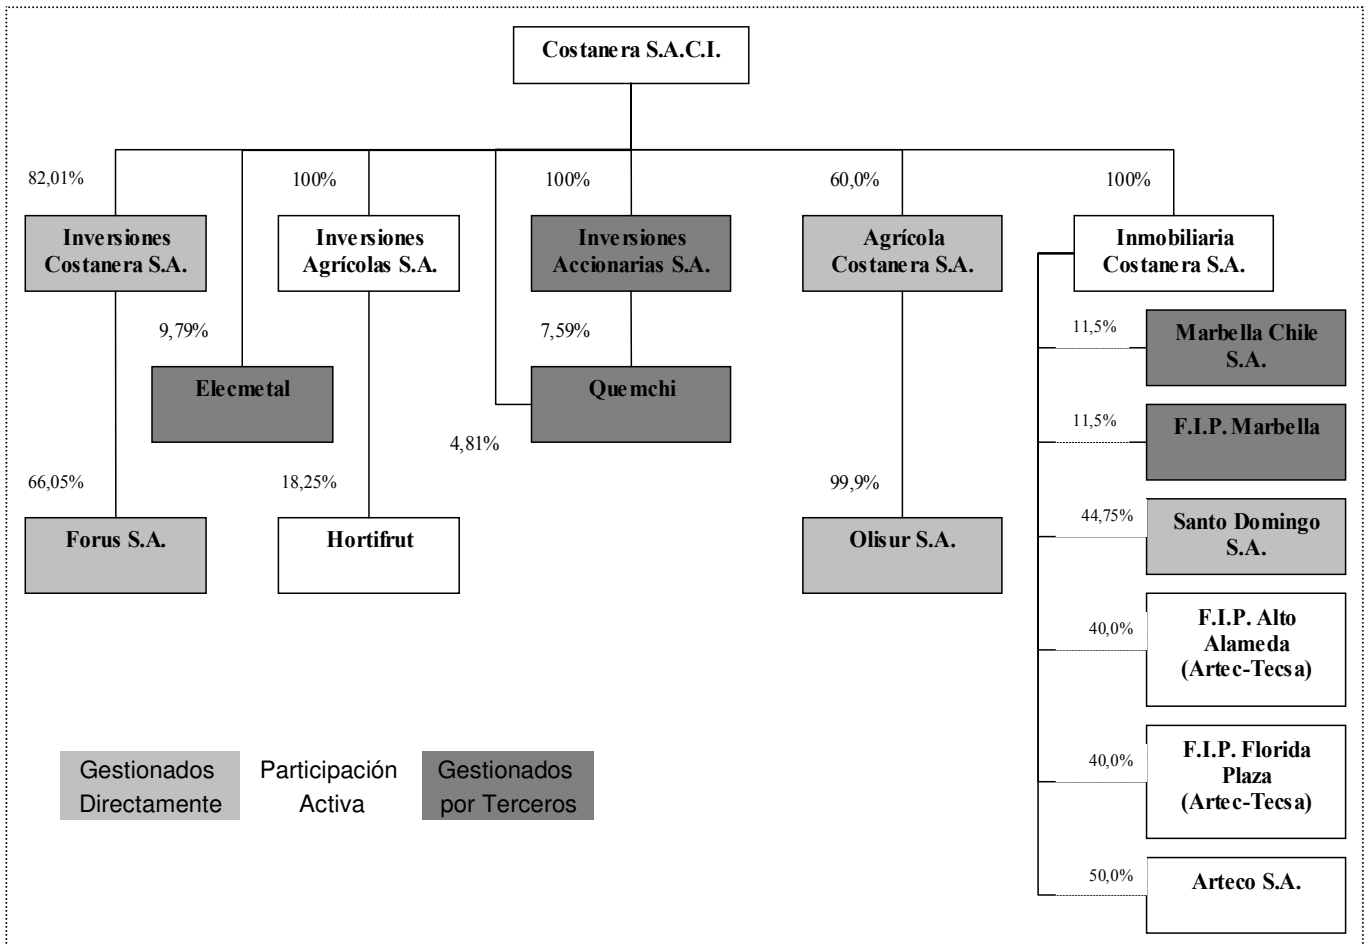 Costanera S.A.C.I.
82,01%
100%
100%
60,0%
100%
Inversiones
Costanera S.A.
Inversiones
Agrícolas S.A.
Inversiones
Accionarias S.A.
Agrícola
Costanera S.A.
Inmobiliaria
Costanera S.A.
9,79%
7,59%
11,5%
Marbella Chile
S.A.
Elecmetal
Quemchi
4,81%
11,5%
F.I.P. Marbella
66,05%
18,25%
99,9%
44,75%
Santo Domingo
S.A.
Forus S.A.
Hortifrut
Olisur S.A.
40,0%
F.I.P. Alto
Alameda
(Artec-Tecsa)
40,0%
F.I.P. Florida
Plaza
(Artec-Tecsa)
50,0%
Arteco S.A.
Gestionados
Directamente
Participación
Activa
Gestionados
por Terceros